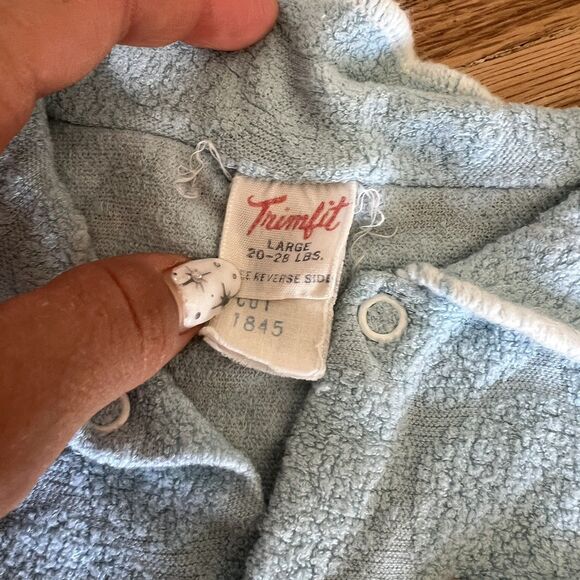 Trimfit
LARGE
20-28 LBS.
REVERSE SIDE
CUT
1845